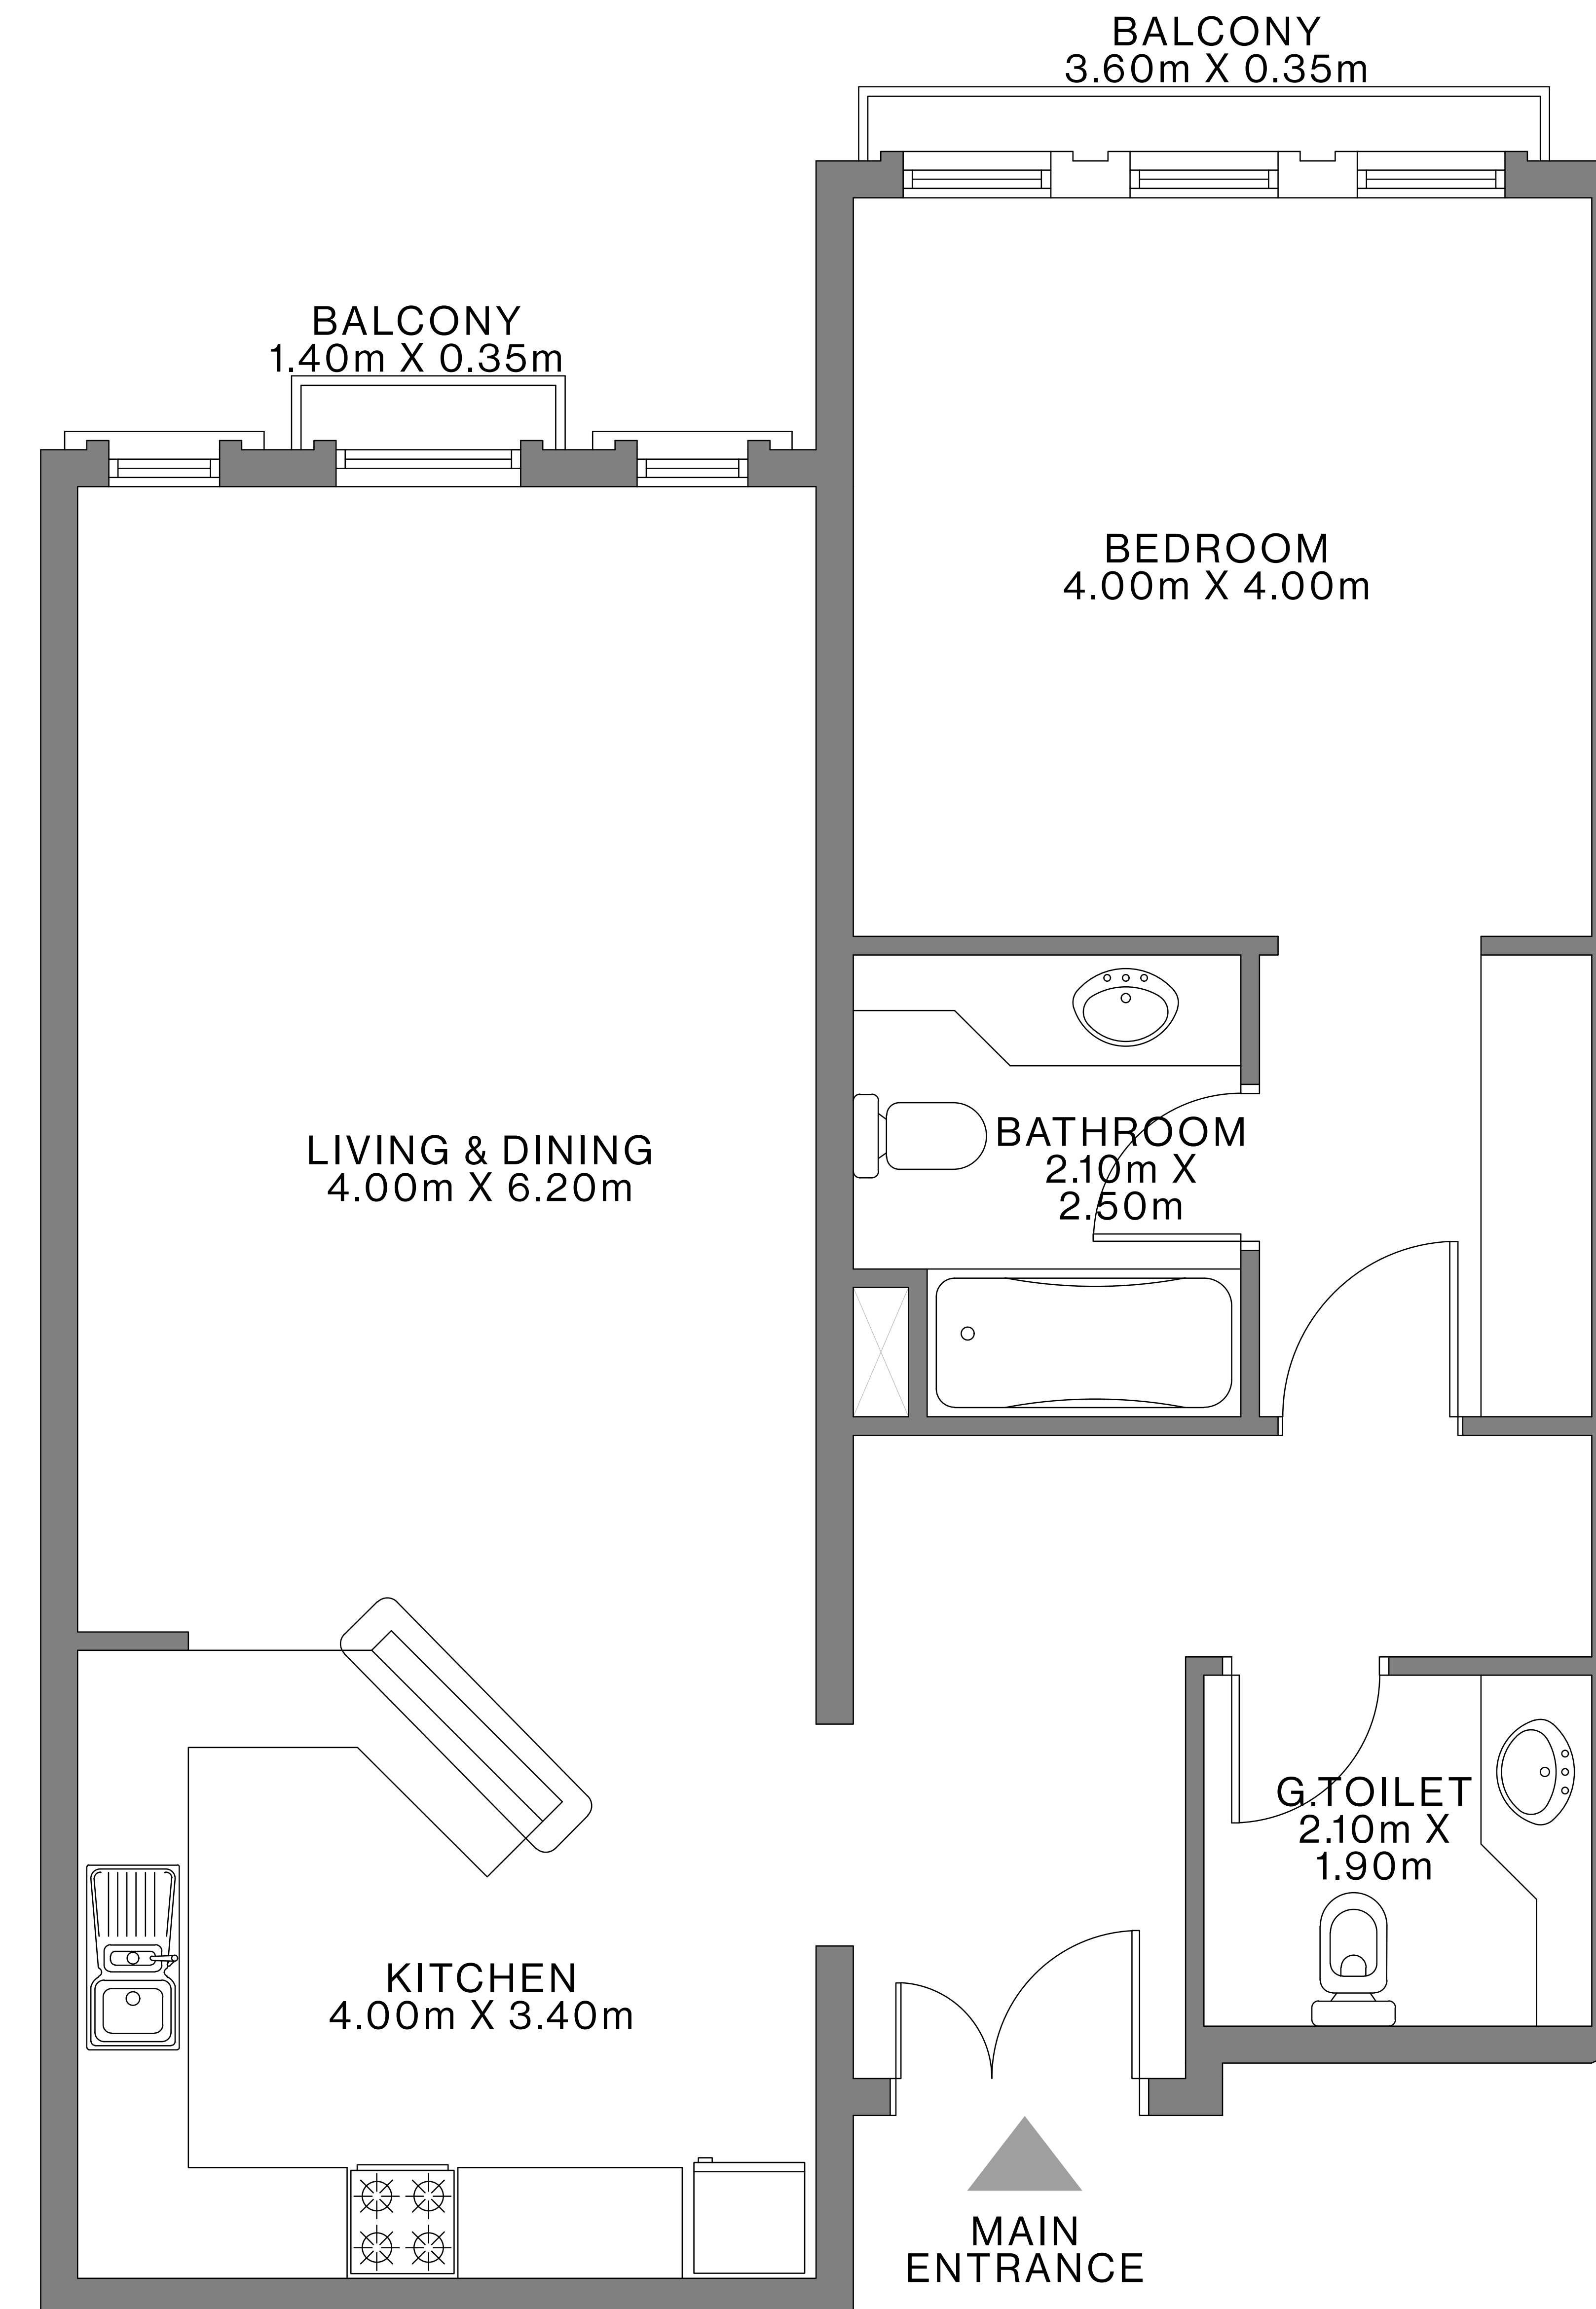 BALCONY
3.60m X 0.35m
BALCONY
1.40m X 0.35m
BEDROOM
4.00m X 4.00m
LIVING & DINING
4.00m X 6.20m
BATHROOM
2.10m X
2.50m
G.TOILET
2.10m X
1.90m
KITCHEN
4.00m X 3.40m
MAIN
ENTRANCE